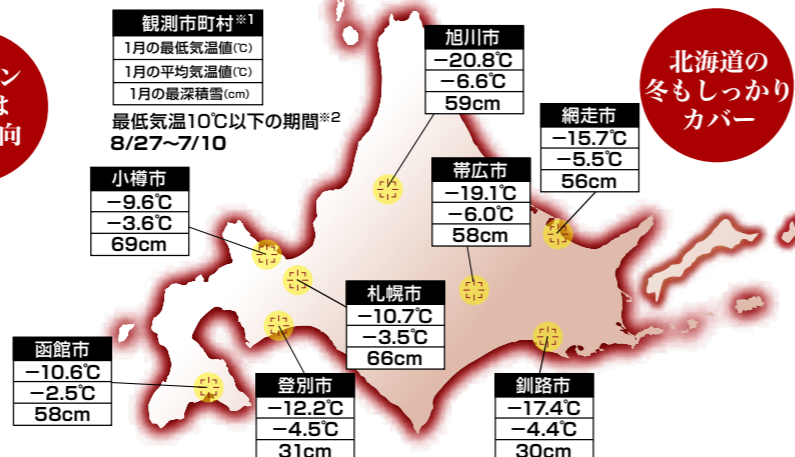 ン
は
向
観測市町村※1
1月の最低気温値(℃)
1月の平均気温値(℃)
1月の最深積雪(cm)
最低気温10℃以下の期間※2
8/27〜7/10
北海道の
冬もしっかり
カバー
旭川市
−20.8℃
−6.6℃
59cm
網走市
−15.7℃
−5.5℃
56cm
帯広市
−19.1℃
−6.0℃
58cm
小樽市
−9.6℃
−3.6℃
69cm
札幌市
−10.7℃
−3.5℃
66cm
函館市
−10.6℃
−2.5℃
58cm
登別市
−12.2℃
−4.5℃
31cm
釧路市
−17.4℃
−4.4℃
30cm